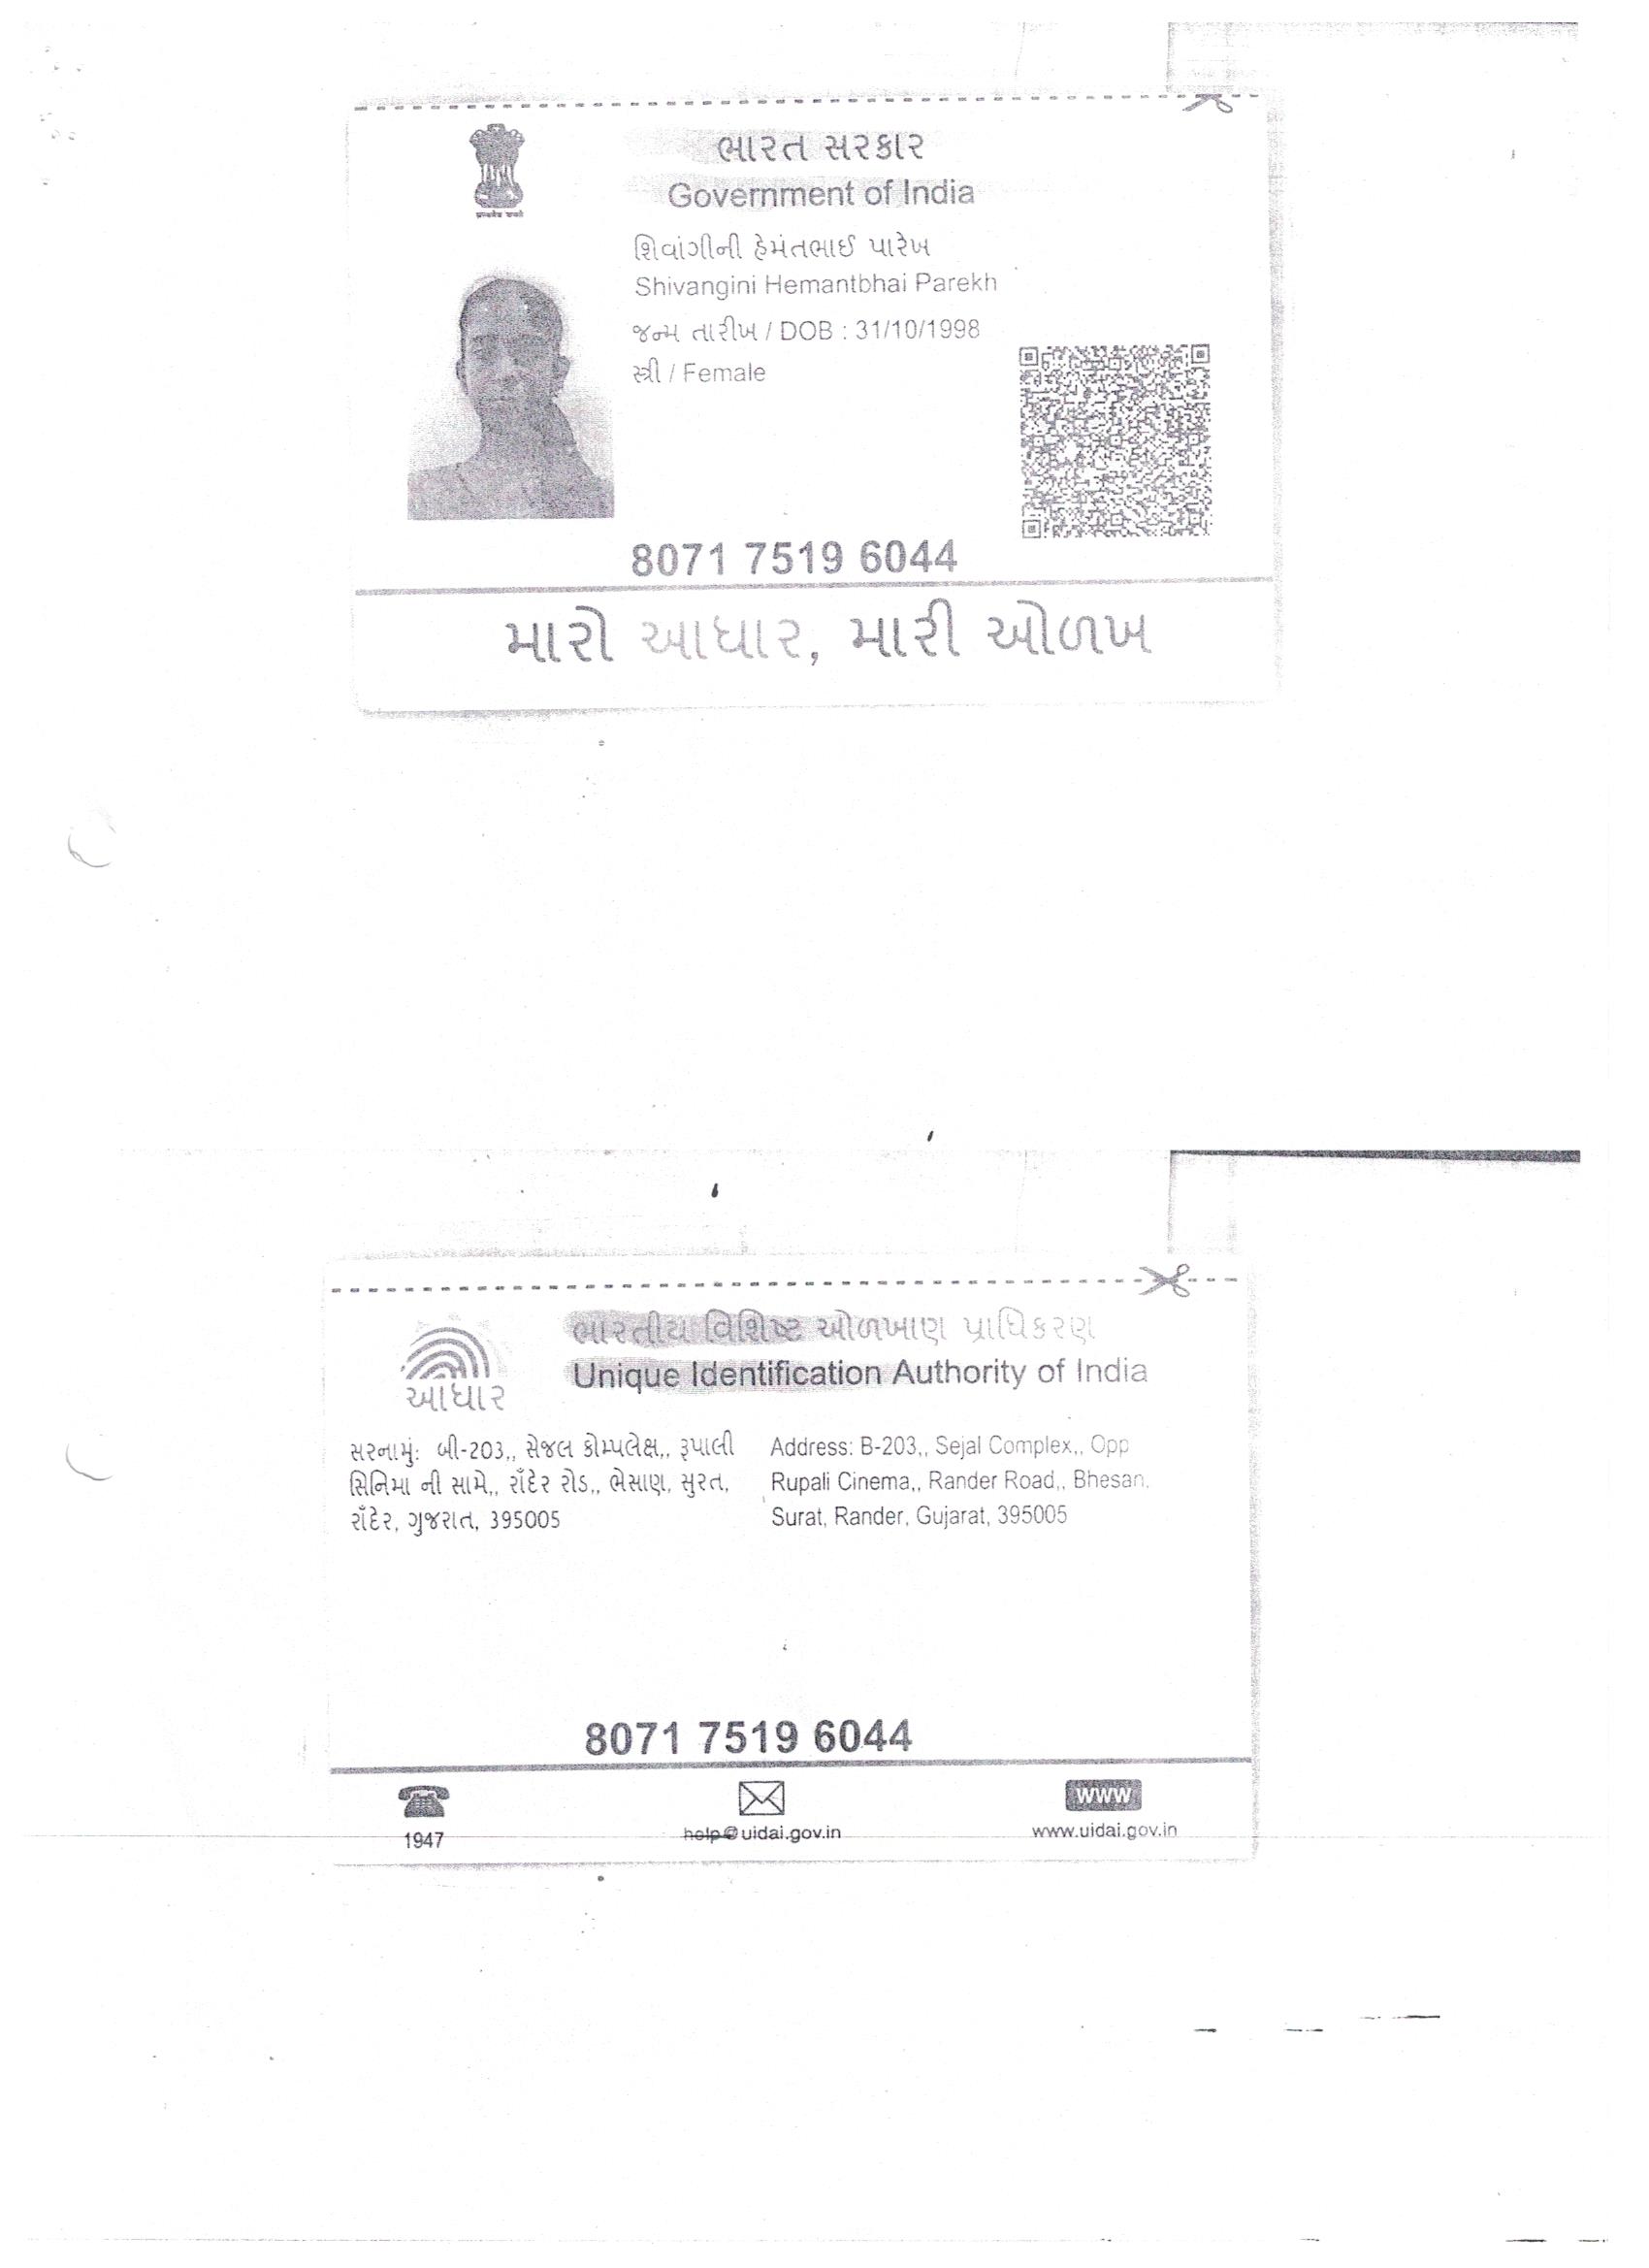 ભારત સરકાર
Government of India
શિવાંગીની હેમંતભાઈ પારેખ
Shivangini Hemantbhai Parekh
જન્મ તારીખ / DOB : 31/10/1998
સ્ત્રી / Female
8071 7519 6044
મારો આધાર, મારી ઓળખ
ભારતીય વિશિષ્ટ ઓળખાણ પ્રાધિકરણ
Unique Identification Authority of India
આધાર
સરનામું: બી-203,, સેજલ કોમ્પલેક્ષ,, રૂપાલી
સિનિમા ની સામે,, રાઁદેર રોડ,, ભેસાણ, સુરત,
રાઁદેર, ગુજરાત, 395005
Address: B-203,, Sejal Complex,, Opp
Rupali Cinema,, Rander Road,, Bhesan,
Surat, Rander, Gujarat, 395005
8071 7519 6044
WWW
1947
help@uidai.gov.in
www.uidai.gov.in